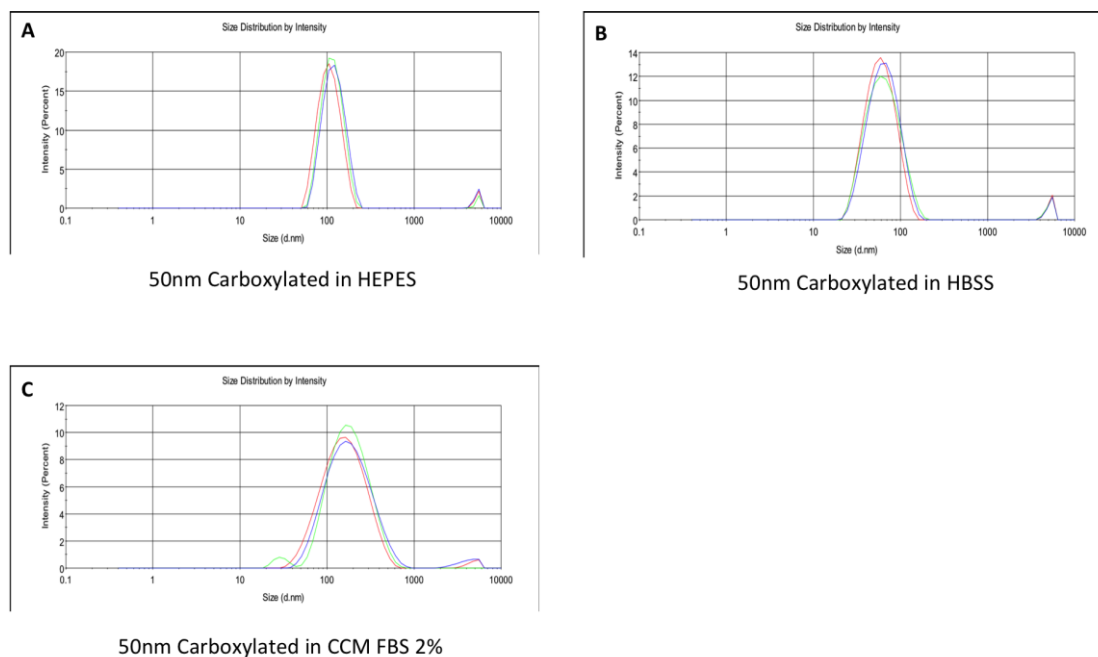 A
Size Distribution by Intensity
Intensity (Percent)
20
15
10
5
0
0.1 1 10 100 1000 10000
Size (d.nm)
50nm Carboxylated in HEPES
B
Size Distribution by Intensity
Intensity (Percent)
14
12
10
8
6
4
2
0
0.1 1 10 100 1000 10000
Size (d.nm)
50nm Carboxylated in HBSS
C
Size Distribution by Intensity
Intensity (Percent)
12
10
8
6
4
2
0
0.1 1 10 100 1000 10000
Size (d.nm)
50nm Carboxylated in CCM FBS 2%